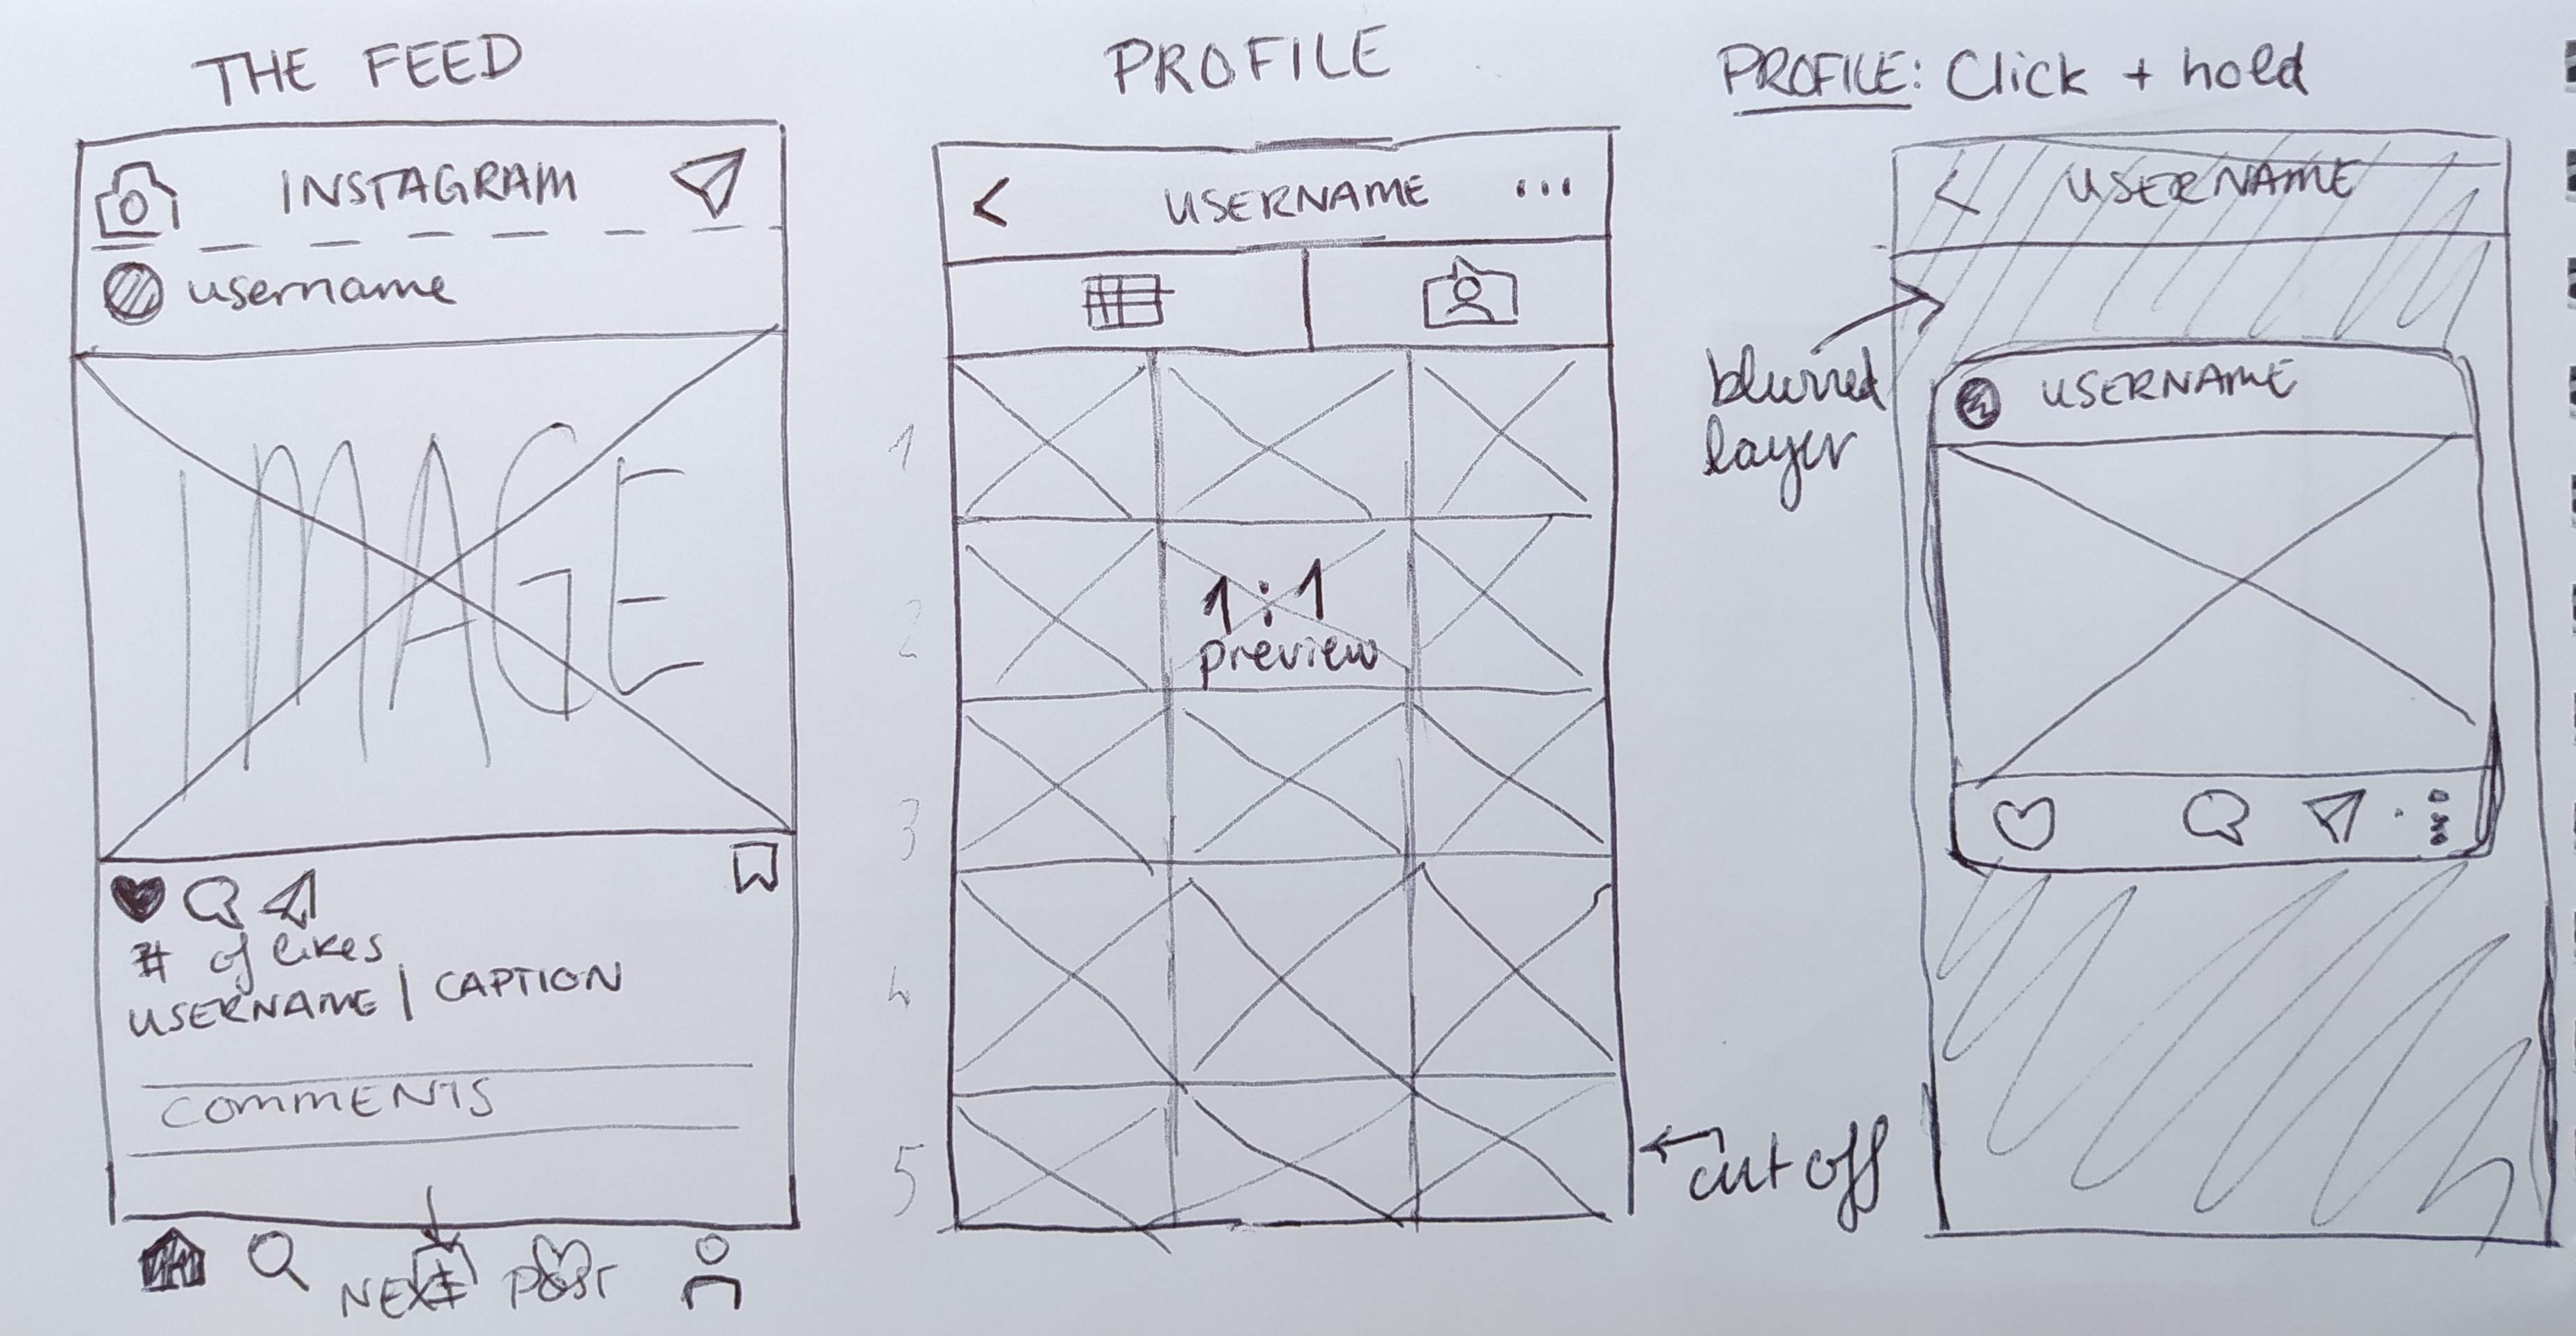 THE FEED
INSTAGRAM
username
IMAGE
# of likes
USERNAME | CAPTION
COMMENTS
NEXT POST
PROFILE
USERNAME
1
2
1:1
preview
3
4
5
cut off
PROFILE: Click + hold
USERNAME
blurred
layer
USERNAME